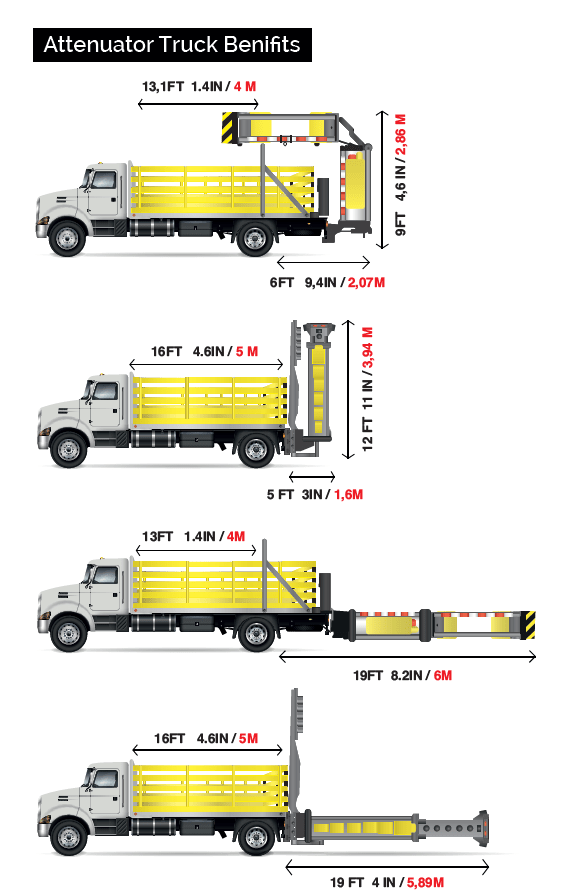 Attenuator Truck Benifits
13,1FT 1.4IN / 4 M
9FT 4,6 IN / 2,86 M
6FT 9,4IN / 2,07M
16FT 4.6IN / 5 M
12 FT 11 IN / 3,94 M
5 FT 3IN / 1,6M
13FT 1.4IN / 4M
19FT 8.2IN / 6M
16FT 4.6IN / 5M
19 FT 4 IN / 5,89M